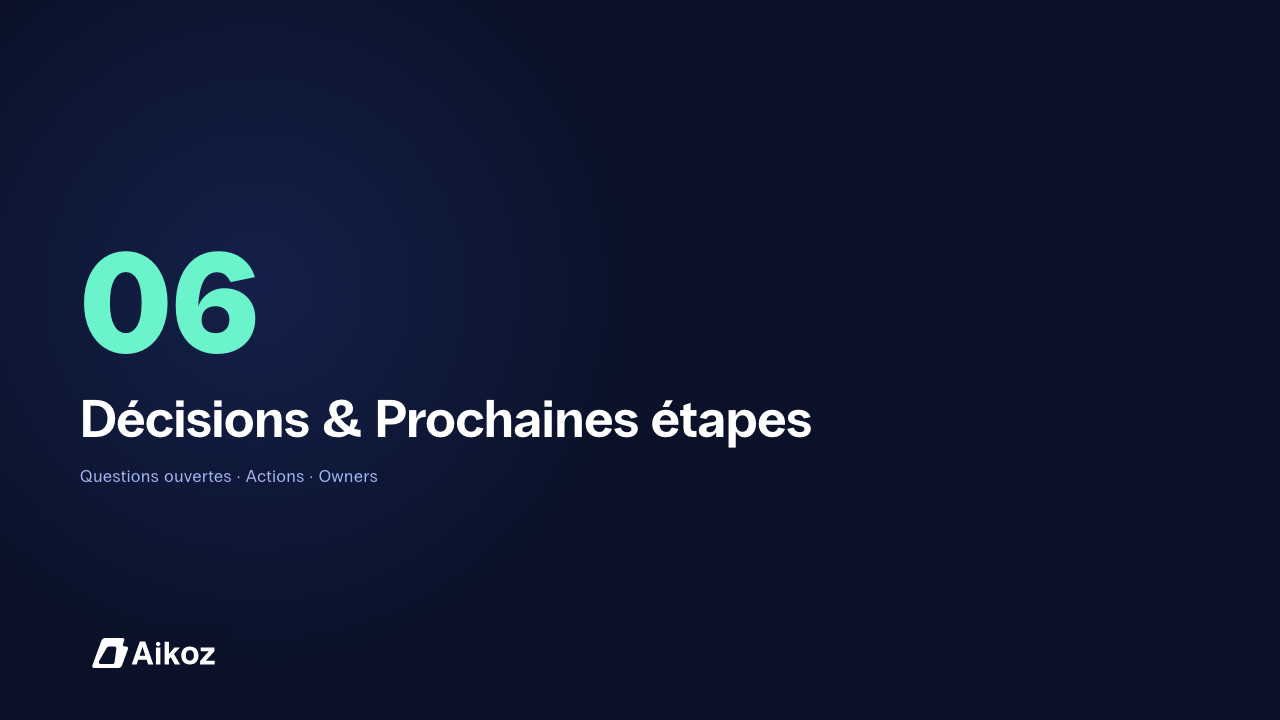 06
Décisions & Prochaines étapes
Questions ouvertes · Actions · Owners
Aikoz